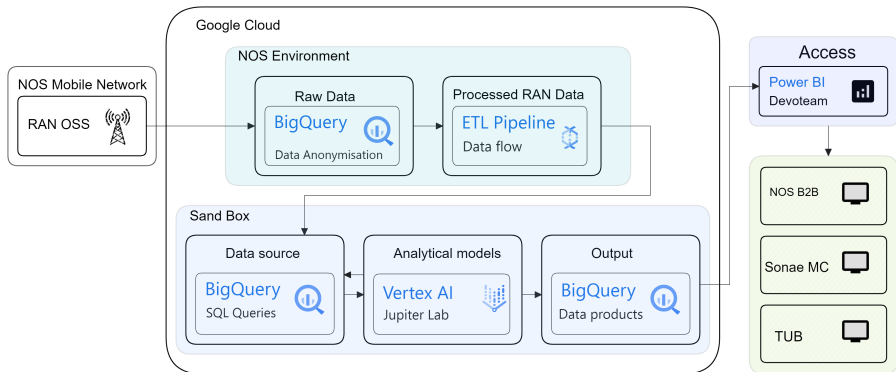 Google Cloud
NOS Environment
NOS Mobile Network
RAN OSS
Raw Data
BigQuery
Data Anonymisation
Processed RAN Data
ETL Pipeline
Data flow
Sand Box
Data source
BigQuery
SQL Queries
Analytical models
Vertex AI
Jupiter Lab
Output
BigQuery
Data products
Access
Power BI
Devoteam
NOS B2B
Sonae MC
TUB